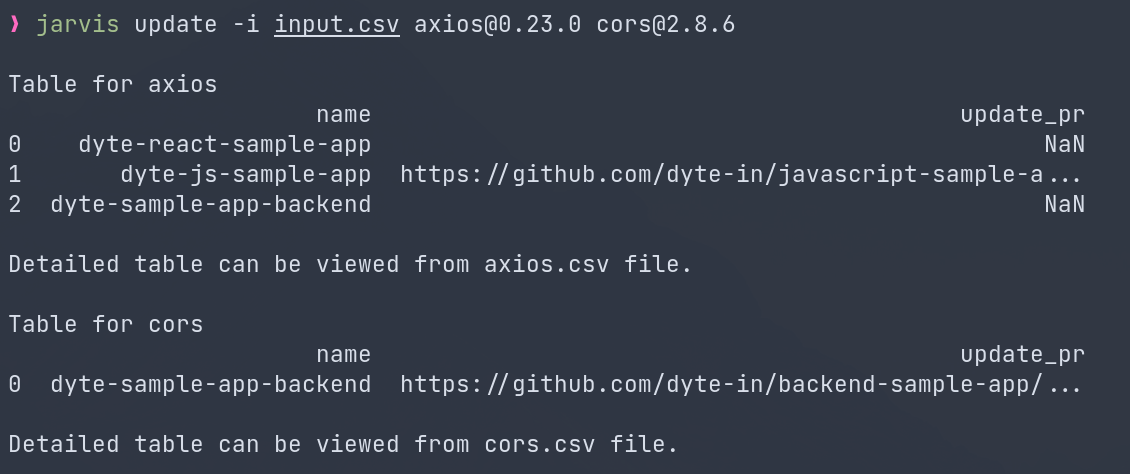 ❯ jarvis update -i input.csv axios@0.23.0 cors@2.8.6
Table for axios
name update_pr
0 dyte-react-sample-app NaN
1 dyte-js-sample-app https://github.com/dyte-in/javascript-sample-a...
2 dyte-sample-app-backend NaN
Detailed table can be viewed from axios.csv file.
Table for cors
name update_pr
0 dyte-sample-app-backend https://github.com/dyte-in/backend-sample-app/...
Detailed table can be viewed from cors.csv file.